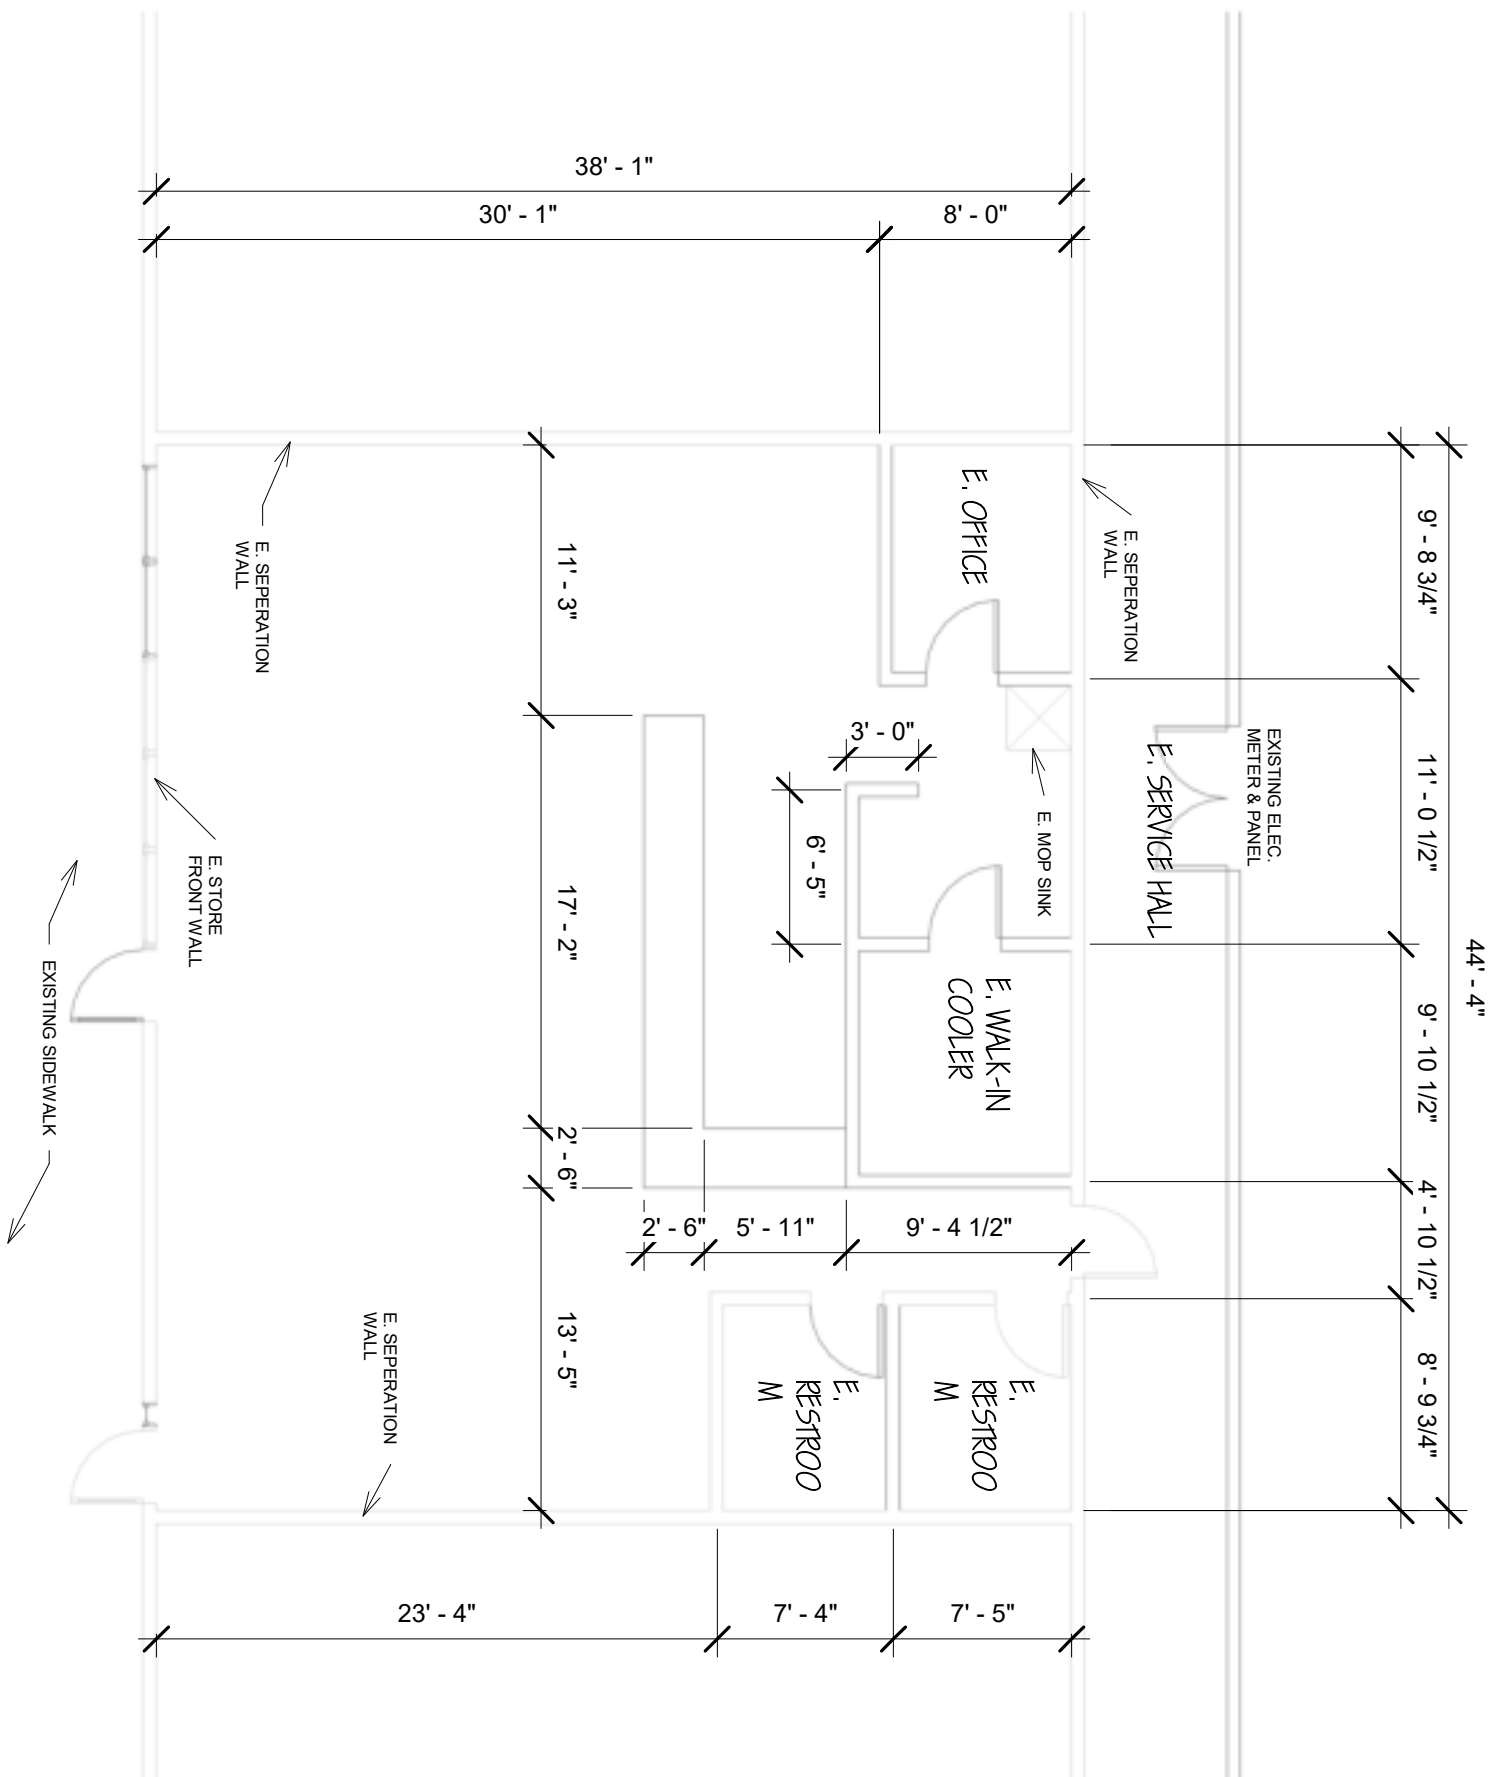 38' - 1"
30' - 1"
8' - 0"
E. OFFICE
E. SEPERATION
WALL
9' - 8 3/4"
E. SEPERATION
WALL
11' - 3"
3' - 0"
6' - 5"
E. MOP SINK
E. SERVICE HALL
EXISTING ELEC.
METER & PANEL
11' - 0 1/2"
44' - 4"
E. STORE
FRONT WALL
17' - 2"
E. WALK-IN
COOLER
9' - 10 1/2"
EXISTING SIDEWALK
2' - 6"
2' - 6"
5' - 11"
9' - 4 1/2"
4' - 10 1/2"
E. SEPERATION
WALL
13' - 5"
E.
RESTROO
M
E.
RESTROO
M
8' - 9 3/4"
23' - 4"
7' - 4"
7' - 5"